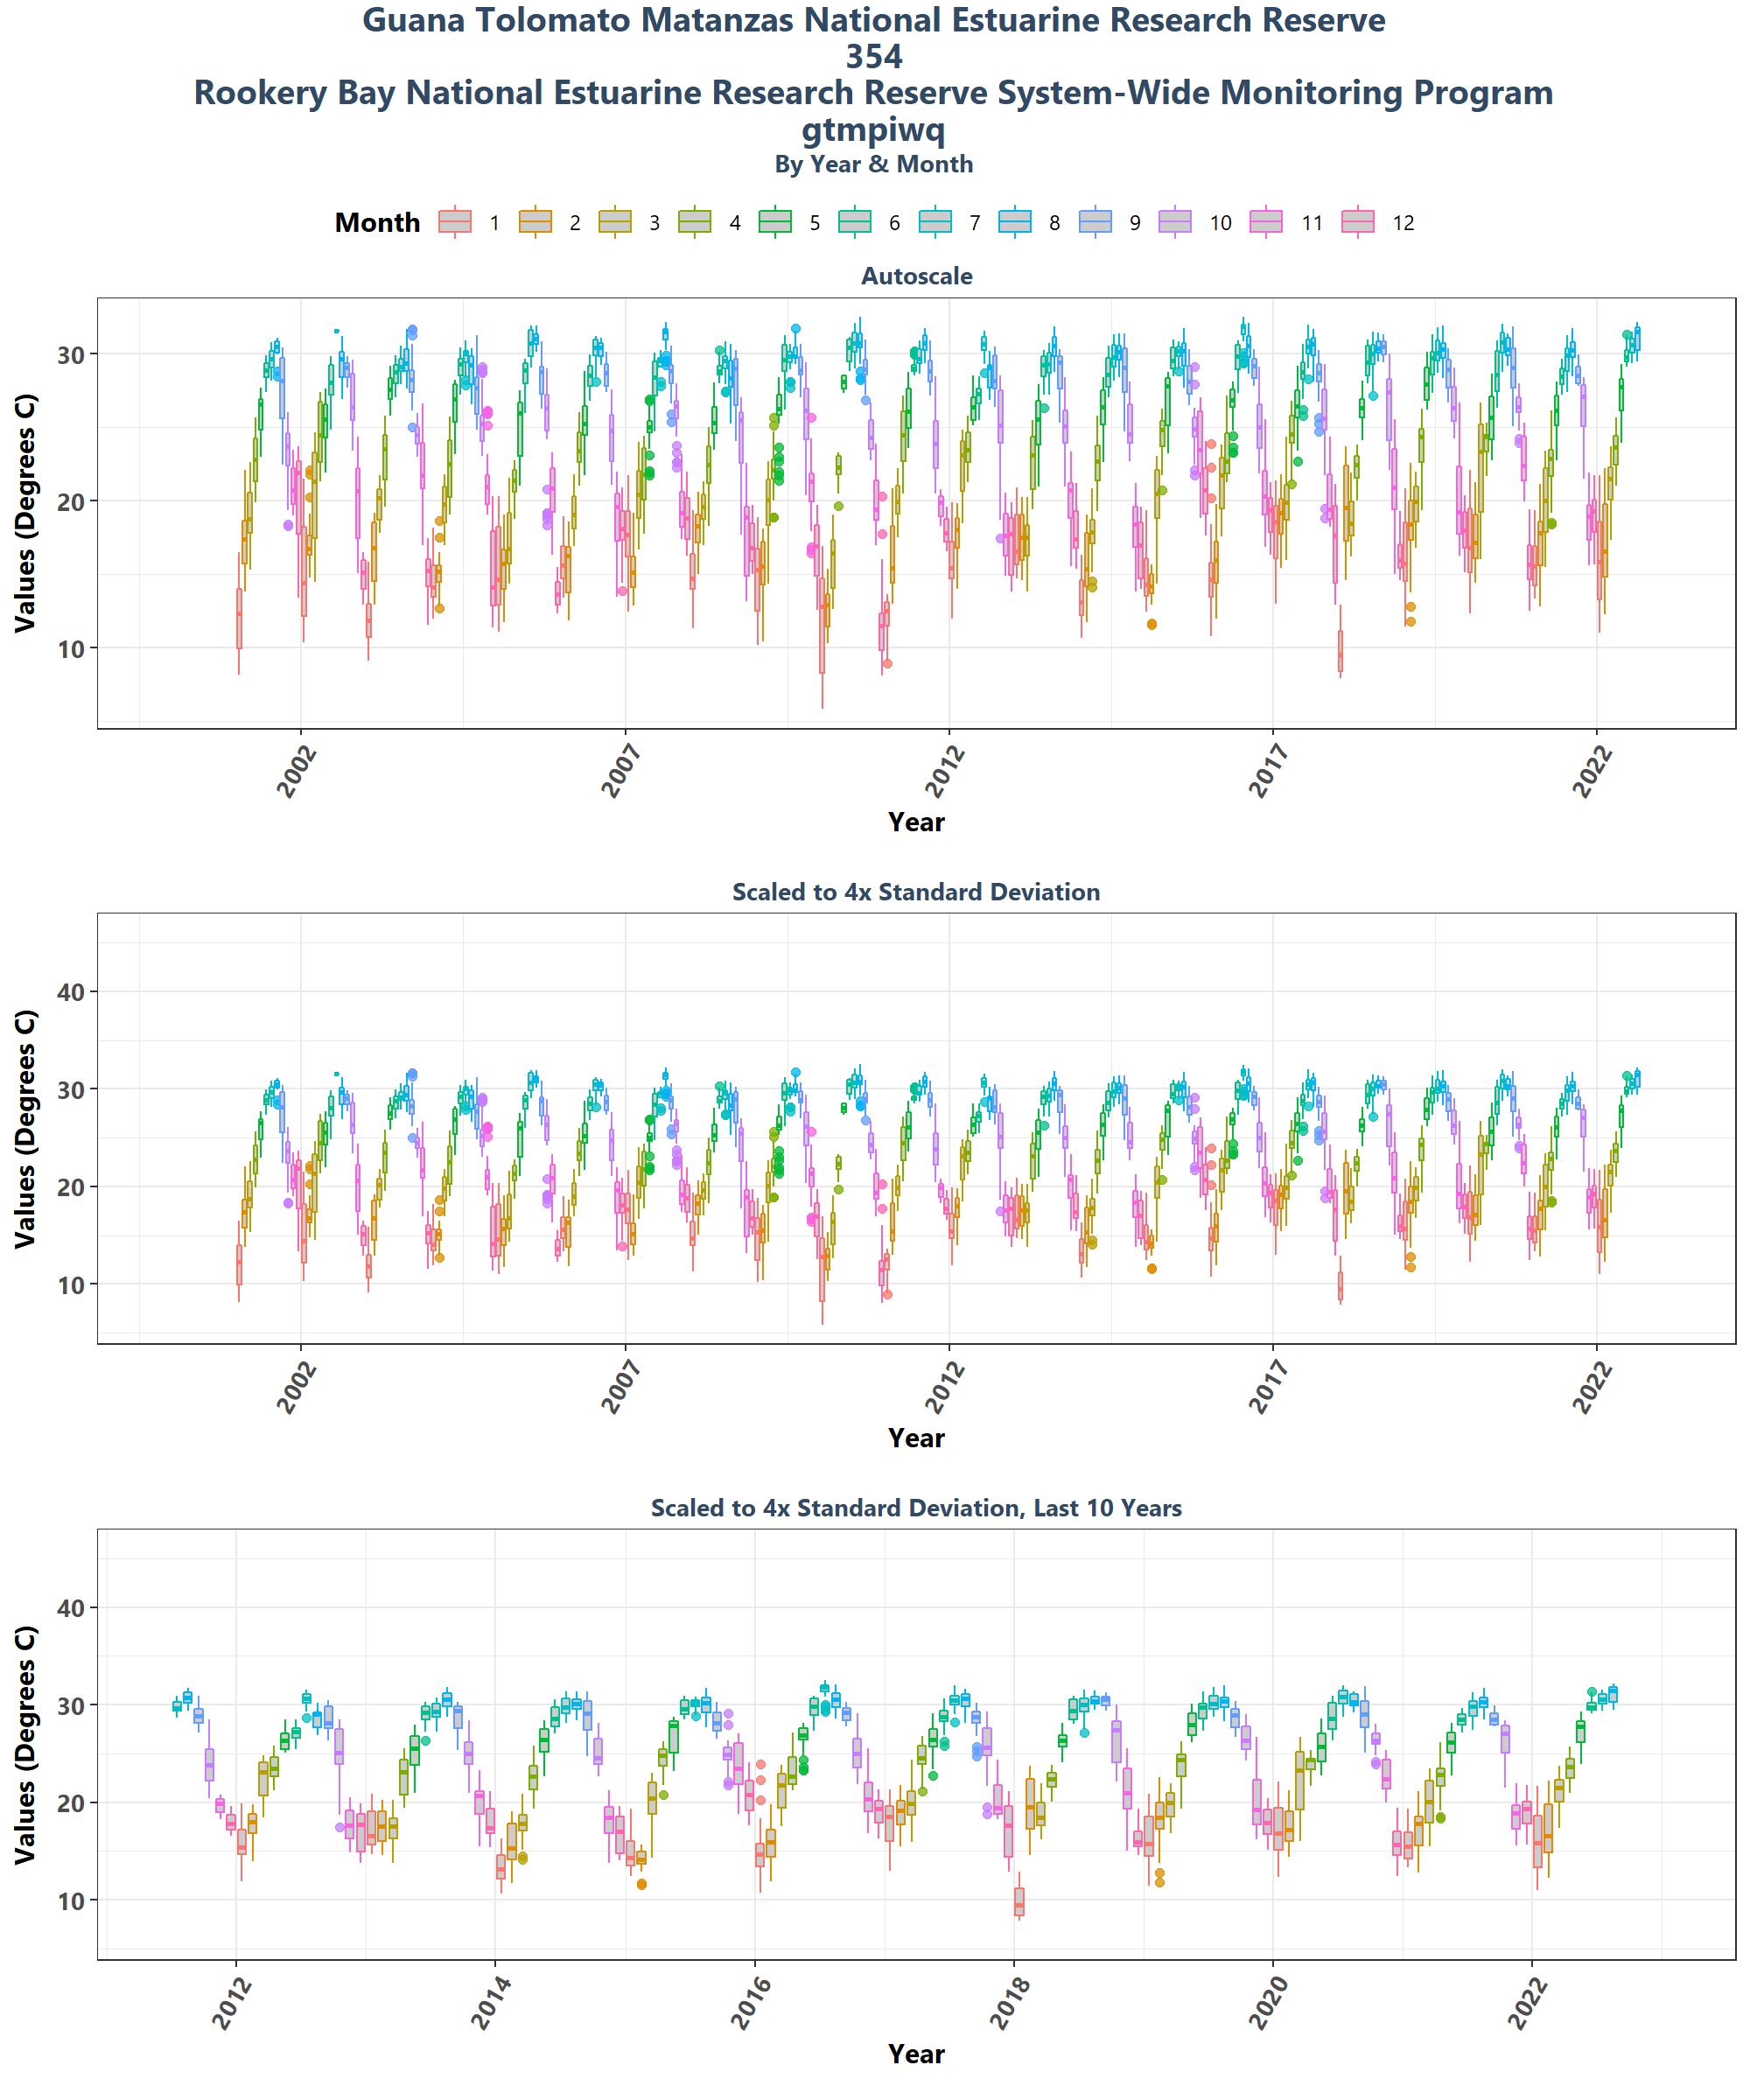 Guana Tolomato Matanzas National Estuarine Research Reserve
354
Rookery Bay National Estuarine Research Reserve System-Wide Monitoring Program
gtmpiwq
By Year & Month
Month 1 2 3 4 5 6 7 8 9 10 11 12
Autoscale
Values (Degrees C)
30
20
10
2002 2007 2012 2017 2022
Year
Scaled to 4x Standard Deviation
Values (Degrees C)
40
30
20
10
2002 2007 2012 2017 2022
Year
Scaled to 4x Standard Deviation, Last 10 Years
Values (Degrees C)
40
30
20
10
2012 2014 2016 2018 2020 2022
Year